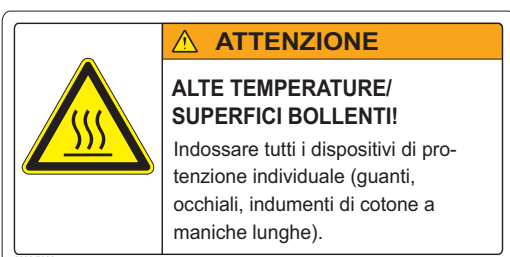 ATTENZIONE
ALTE TEMPERATURE/
SUPERFICI BOLLENTI!
Indossare tutti i dispositivi di pro-
tenzione individuale (guanti,
occhiali, indumenti di cotone a
maniche lunghe).